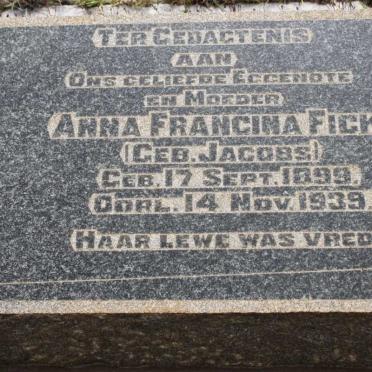 TER GEDAGTENIS
AAN
ONS GELIEFDE EGGENOTE
EN MOEDER
ANNA FRANCINA FICK
(GEB. JACOBS)
GEB. 17 SEPT. 1899.
OORL. 14 NOV. 1939.
HAAR LEWE WAS VRED